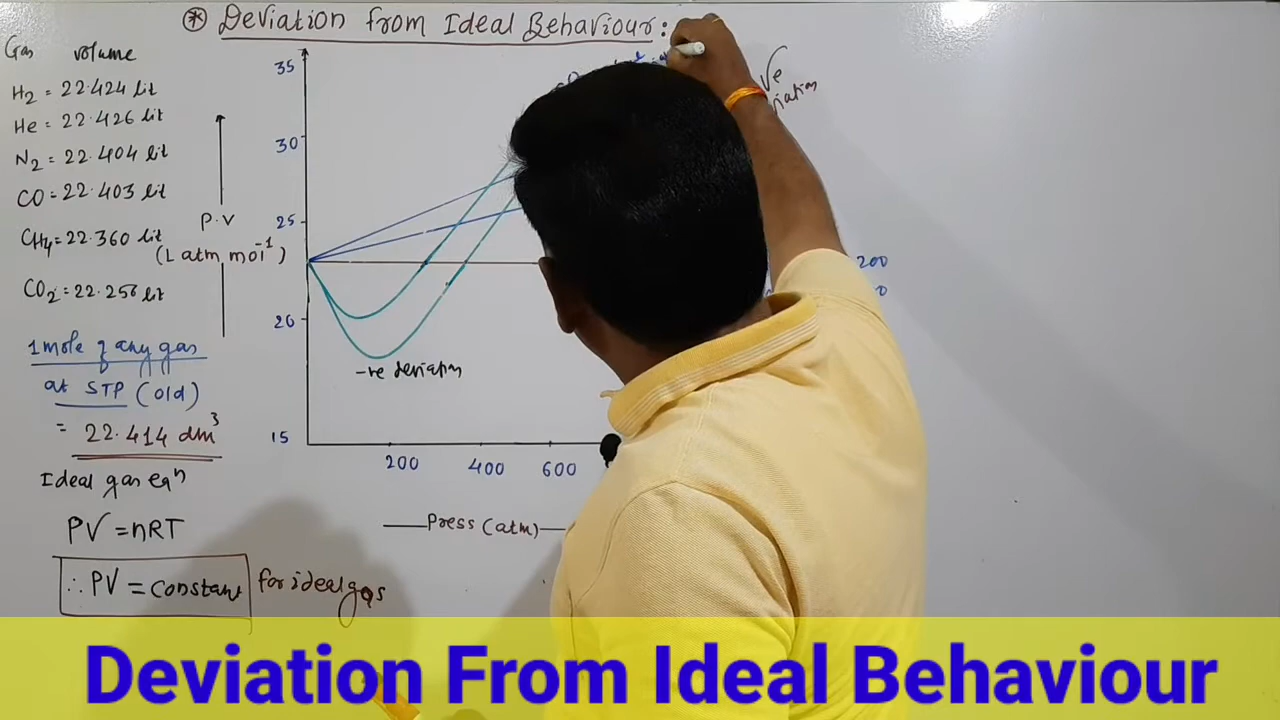 * Deviation from Ideal Behaviour:
Gas volume
H2 = 22.424 lit
He = 22.426 lit
N2 = 22.404 lit
CO = 22.403 lit
CH4 = 22.360 lit
CO2 = 22.256 lit
1 mole of any gas
at STP (old)
= 22.414 dm³
Ideal gas eqⁿ
PV = nRT
∴ PV = constant for ideal gas
P.V
(L atm mol⁻¹)
35
30
25
20
15
-ve deviation
200 400 600
Press (atm)
ve
200
Deviation From Ideal Behaviour